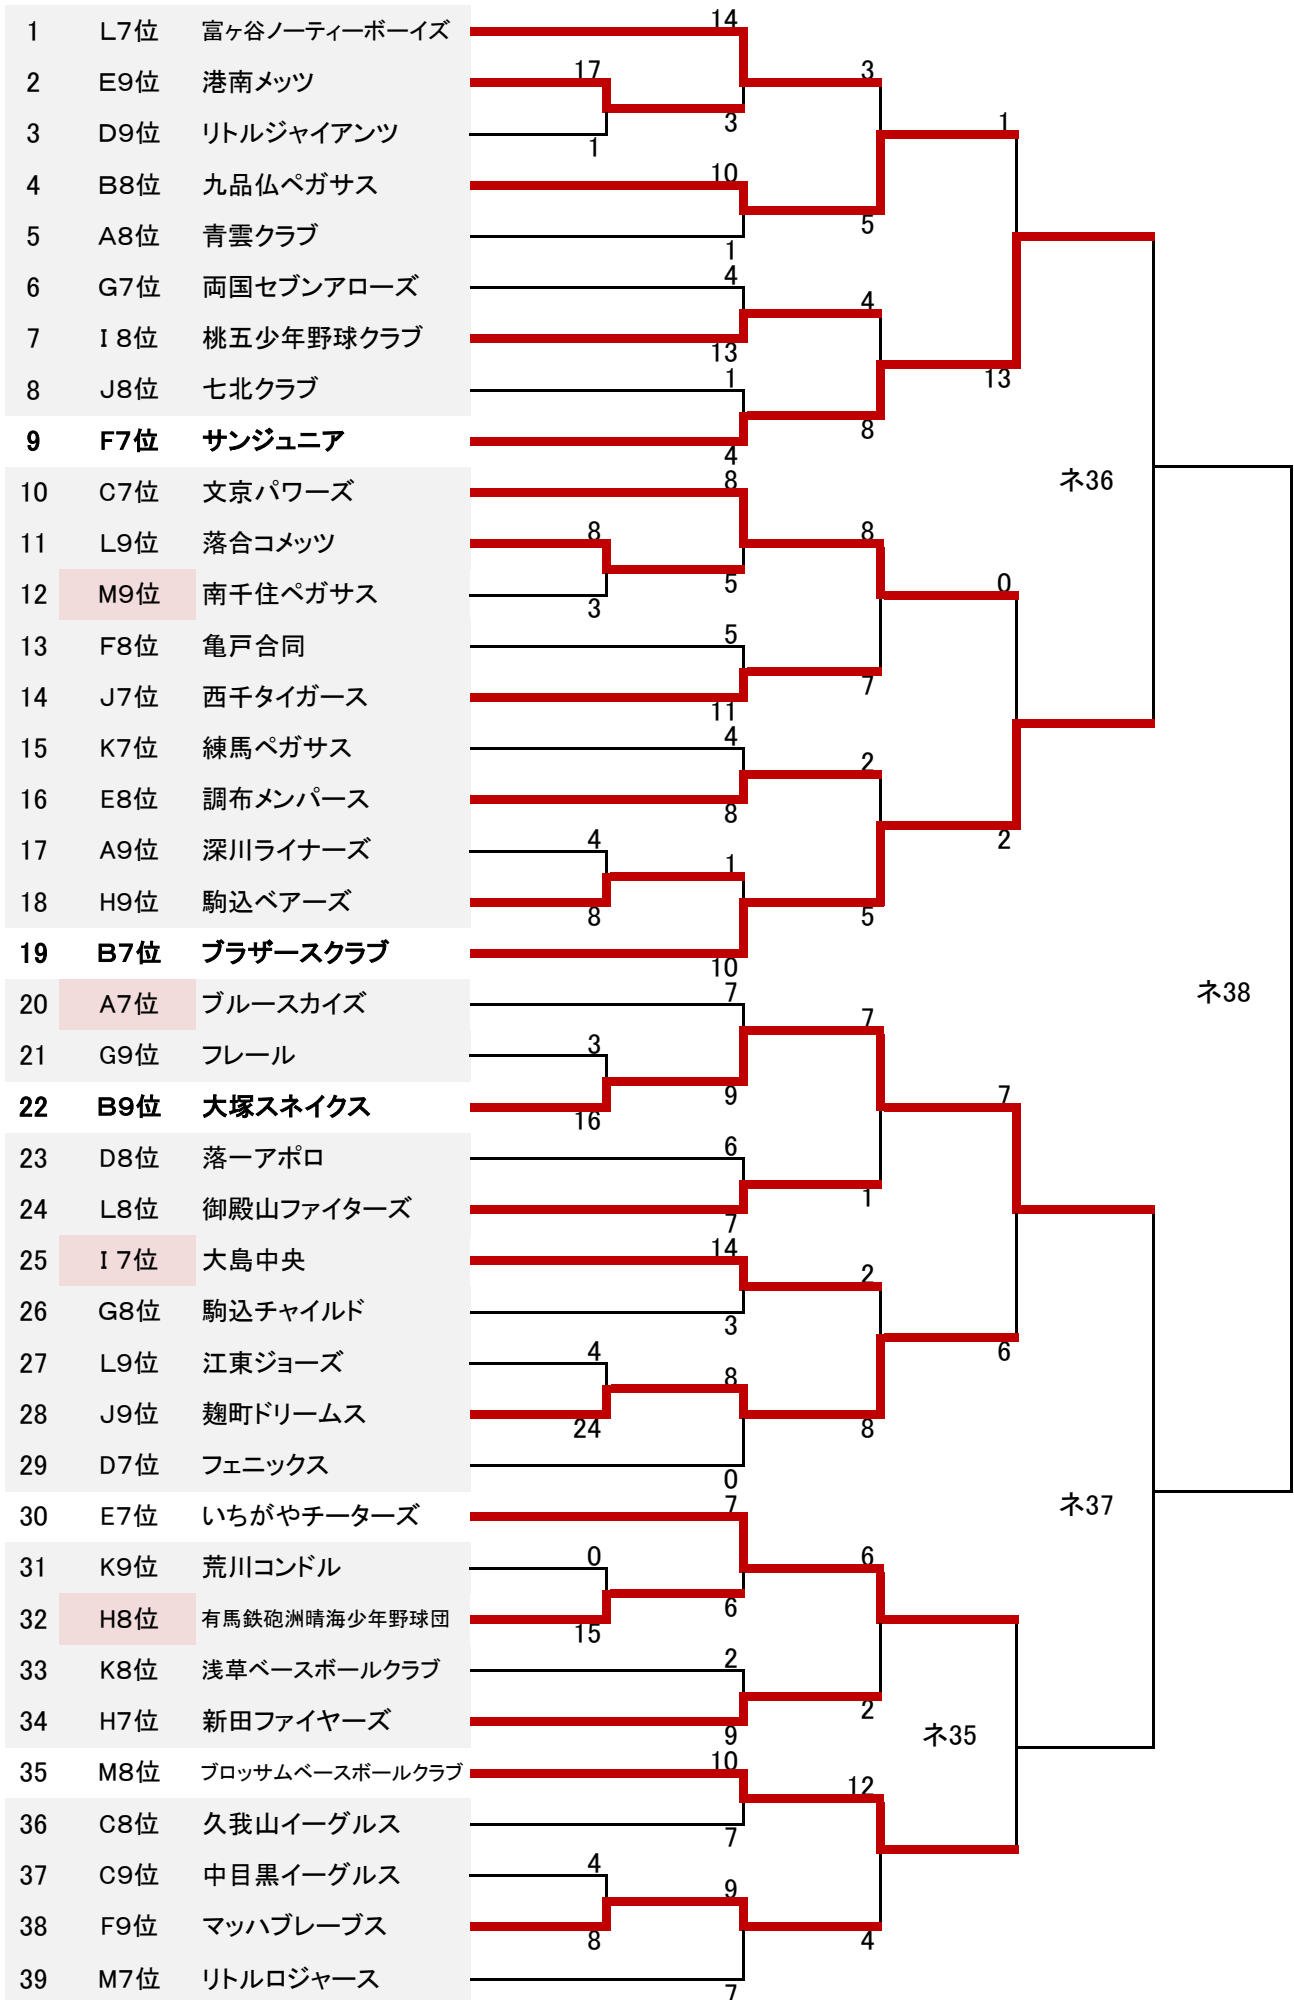 1 L7位 富ヶ谷ノーティーボーイズ 14
2 E9位 港南メッツ 17 3
3 D9位 リトルジャイアンツ 1 3 1
4 B8位 九品仏ペガサス 10
5 A8位 青雲クラブ 1 5
6 G7位 両国セブンアローズ 4 4
7 I8位 桃五少年野球クラブ 13
8 J8位 七北クラブ 1 13
9 F7位 サンジュニア 4 8
10 C7位 文京パワーズ 8 ネ36
11 L9位 落合コメッツ 8 8
12 M9位 南千住ペガサス 3 5 0
13 F8位 亀戸合同 5
14 J7位 西千タイガース 11 7
15 K7位 練馬ペガサス 4 2
16 E8位 調布メンパース 8
17 A9位 深川ライナーズ 4 1 2
18 H9位 駒込ベアーズ 8 5
19 B7位 ブラザースクラブ 10
20 A7位 ブルースカイズ 7 7 ネ38
21 G9位 フレール 3 9
22 B9位 大塚スネイクス 16 7
23 D8位 落一アポロ 6
24 L8位 御殿山ファイターズ 7 1
25 I7位 大島中央 14 2
26 G8位 駒込チャイルド 3
27 L9位 江東ジョーズ 4 8 6
28 J9位 麹町ドリームス 24 8
29 D7位 フェニックス 0
30 E7位 いちがやチーターズ 7 ネ37
31 K9位 荒川コンドル 0 6
32 H8位 有馬鉄砲洲晴海少年野球団 15 6
33 K8位 浅草ベースボールクラブ 2
34 H7位 新田ファイヤーズ 9 2 ネ35
35 M8位 ブロッサムベースボールクラブ 10 12
36 C8位 久我山イーグルス 7
37 C9位 中目黒イーグルス 4 9
38 F9位 マッハブレーブス 8 4
39 M7位 リトルロジャース 7